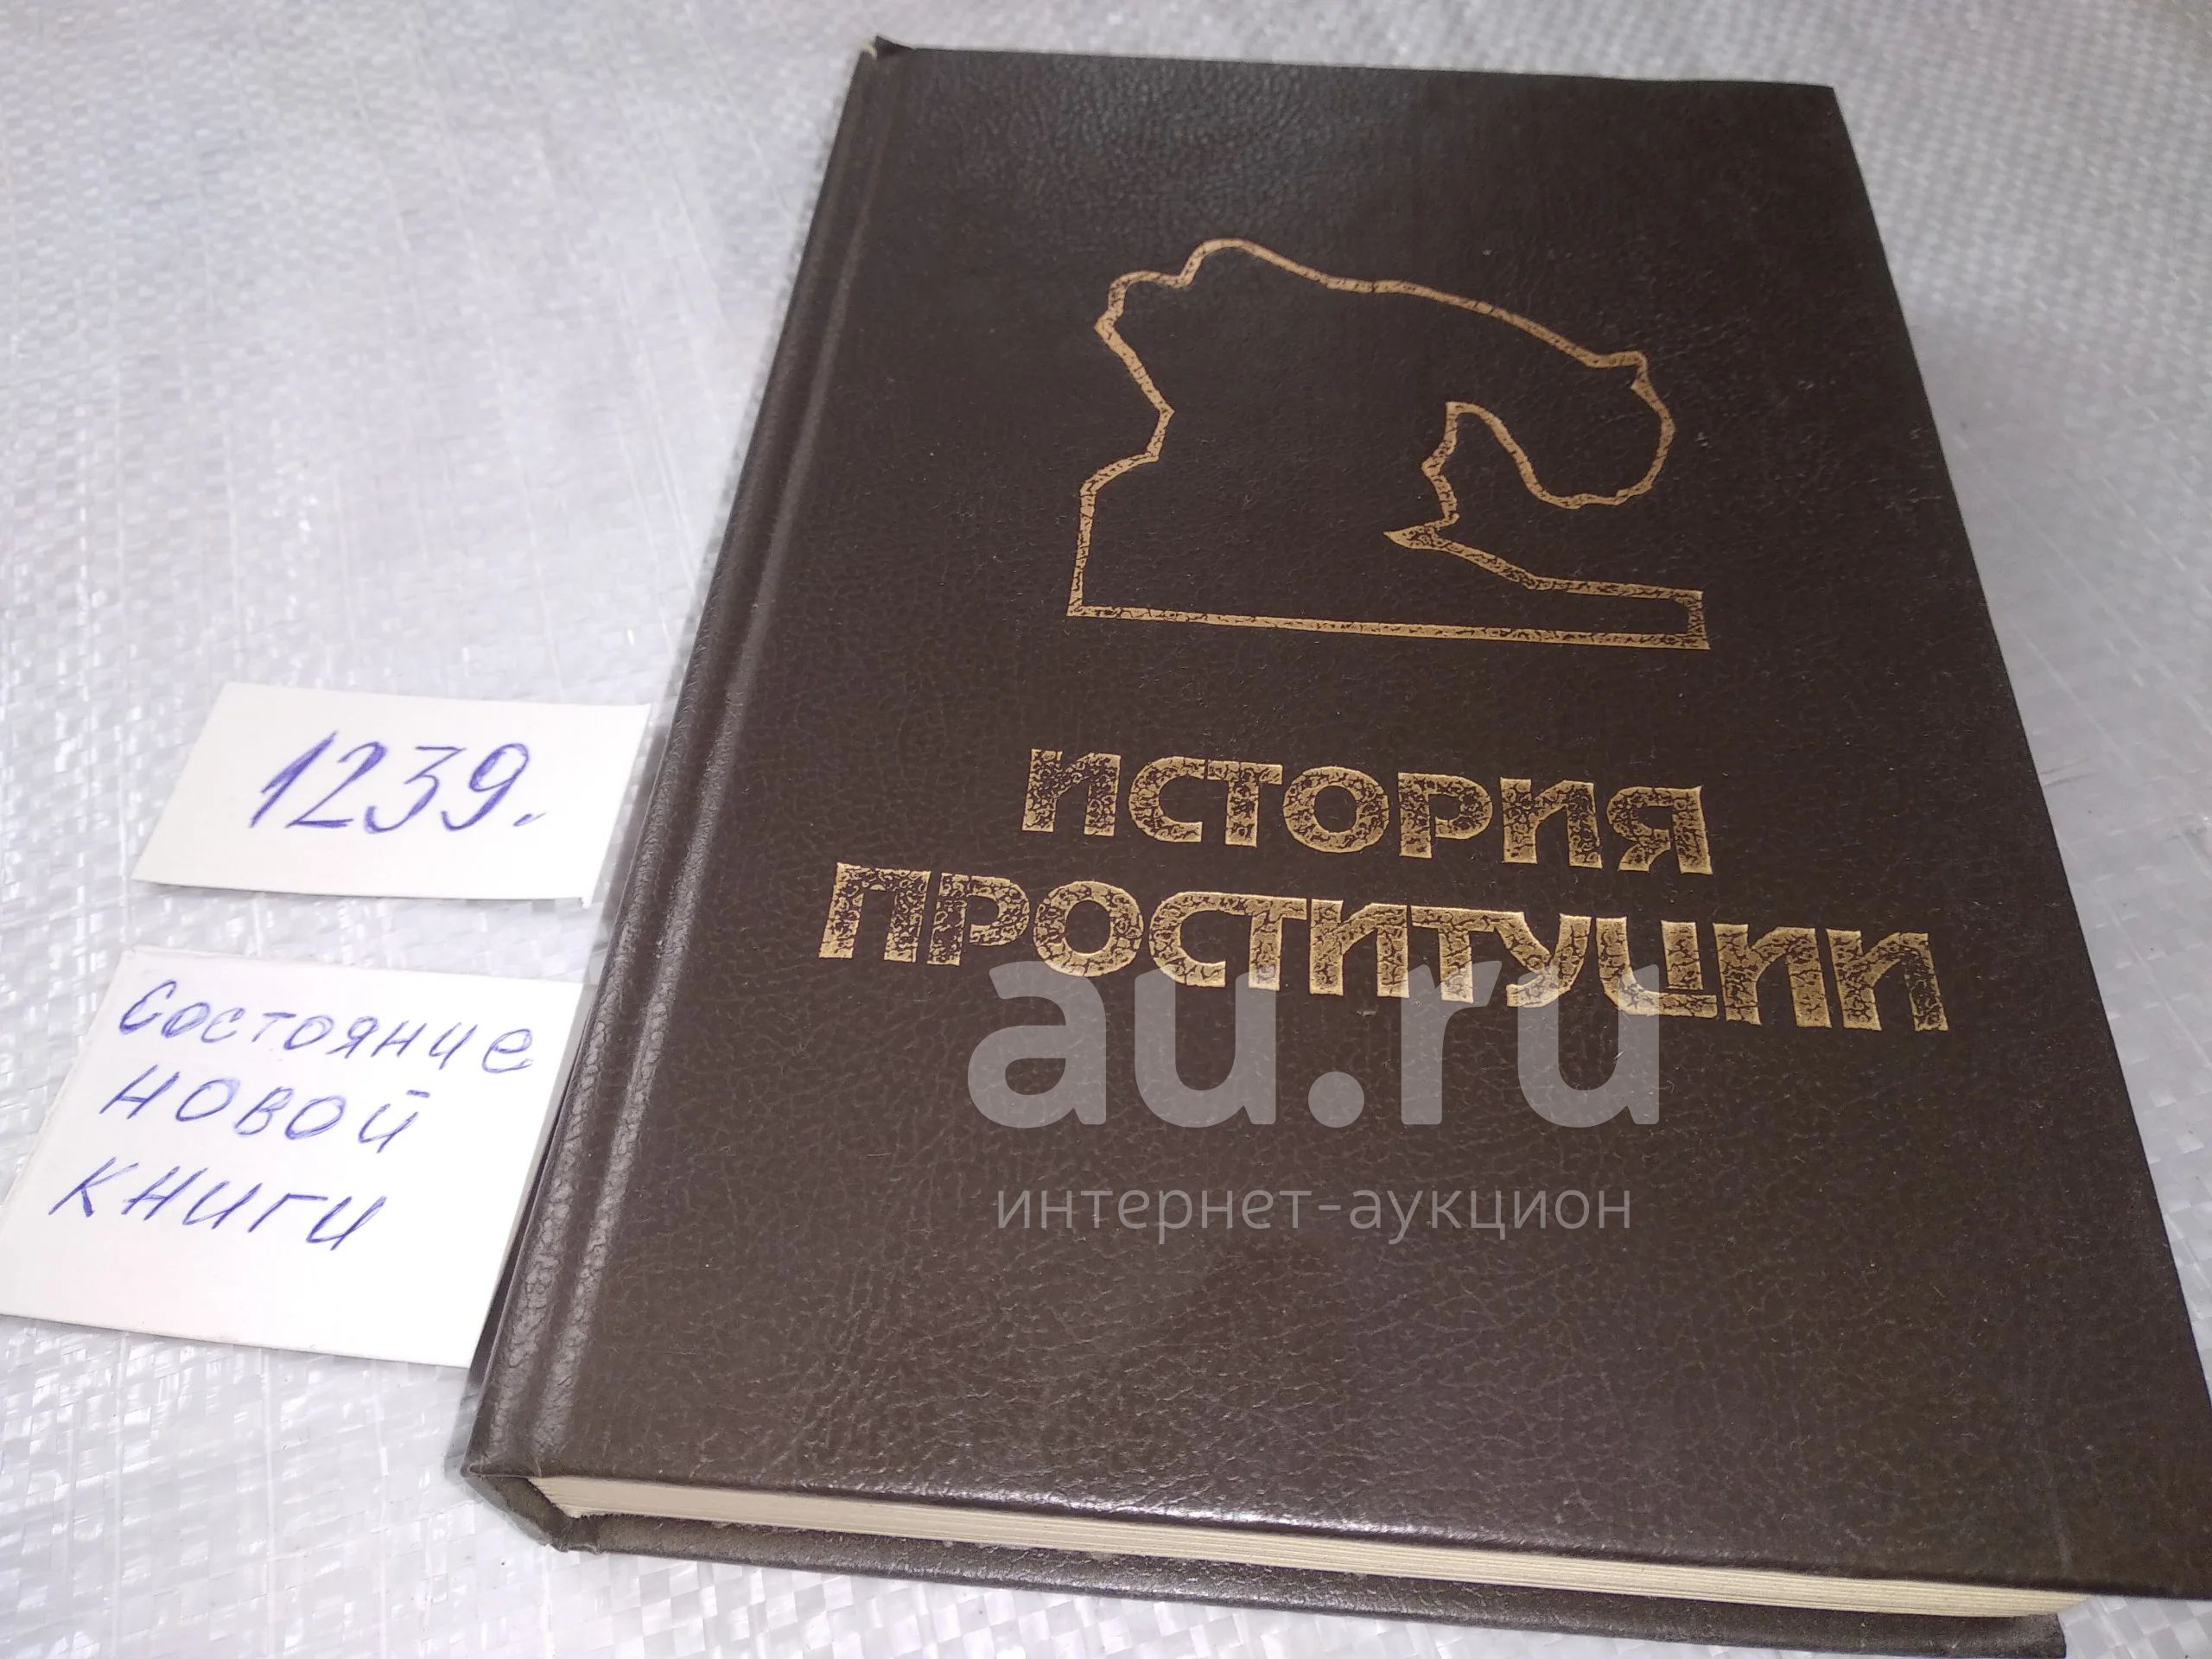 ИСТОРИЯ
ПРОСТИТУЦИИ
1239.
Состояние
новой
книги
au.ru
интернет-аукцион